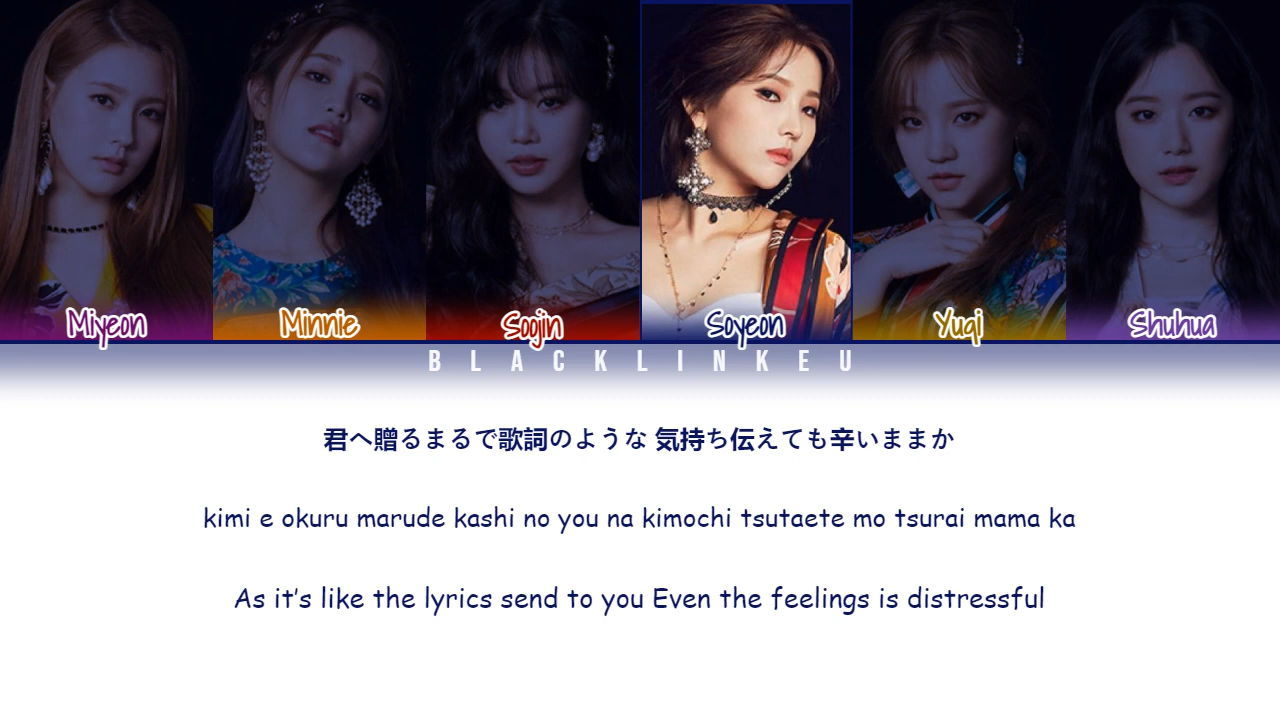 Miyeon Minnie Soojin Soyeon Yuqi Shuhua
BLACKLINKEU
君へ贈るまるで歌詞のような 気持ち伝えても辛いままか
kimi e okuru marude kashi no you na kimochi tsutaete mo tsurai mama ka
As it's like the lyrics send to you Even the feelings is distressful